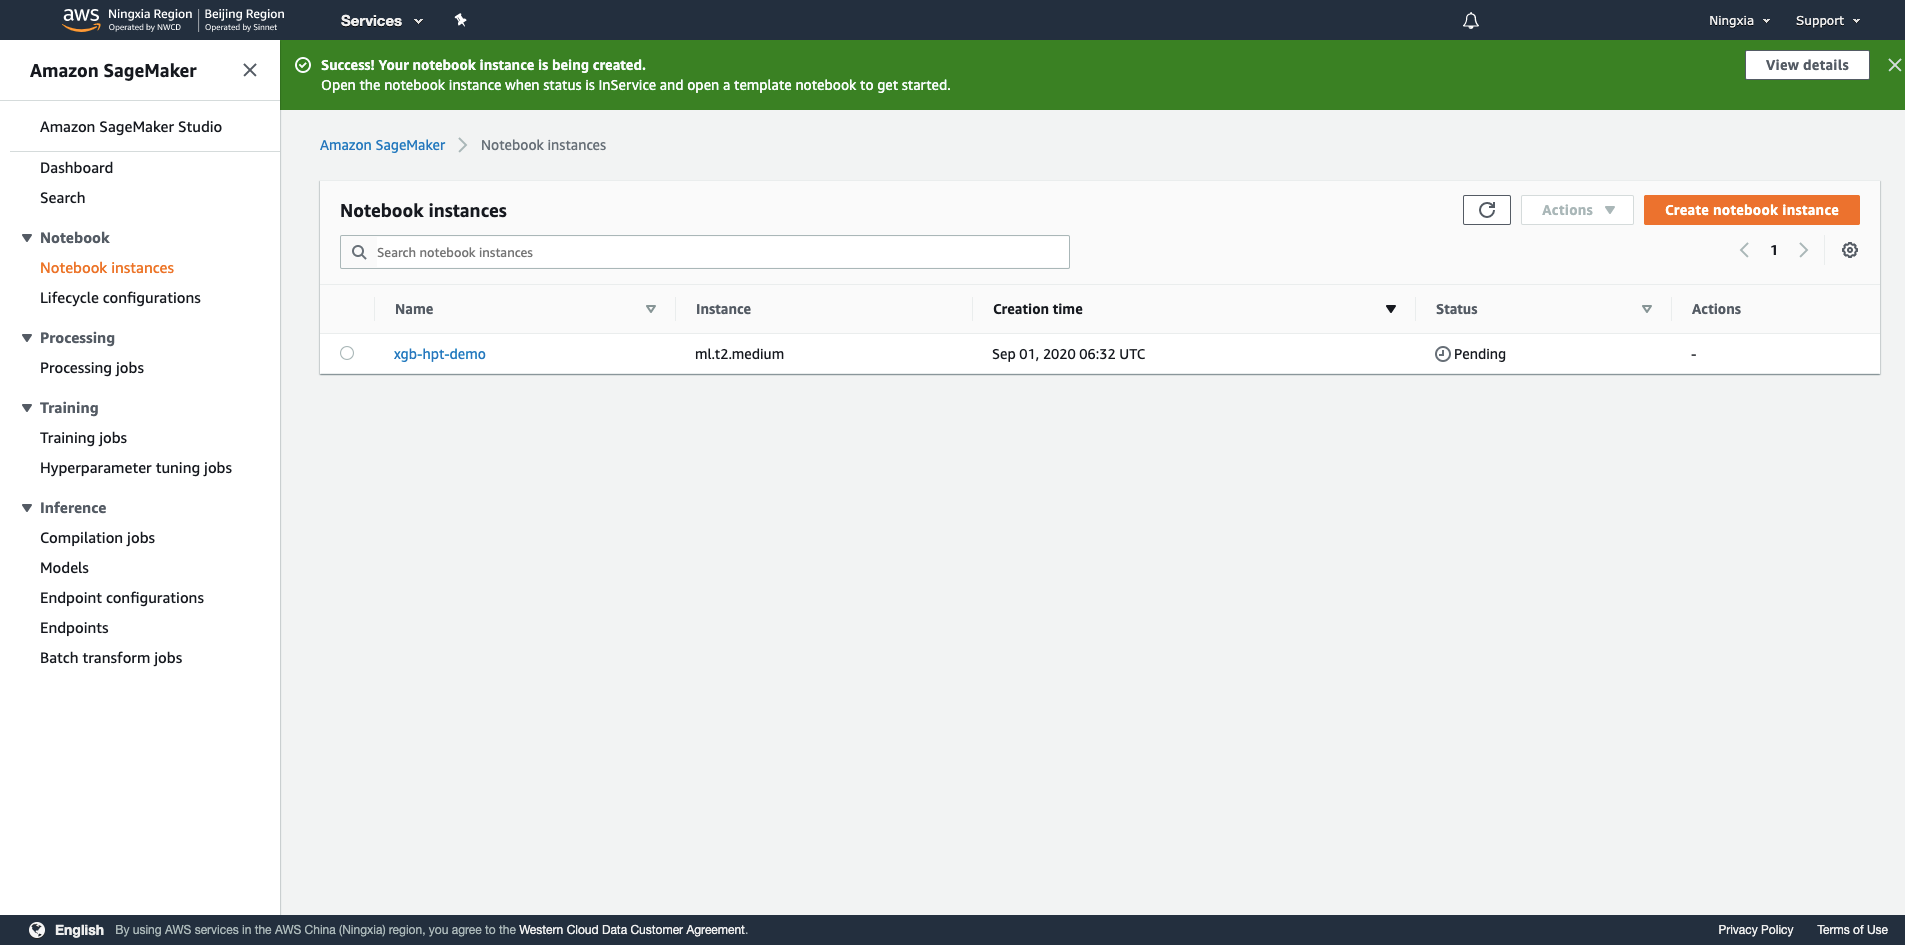 aws Ningxia Region Operated by NWCD Beijing Region Operated by Sinnet Services Ningxia Support
Amazon SageMaker
Amazon SageMaker Studio
Dashboard
Search
Notebook
Notebook instances
Lifecycle configurations
Processing
Processing jobs
Training
Training jobs
Hyperparameter tuning jobs
Inference
Compilation jobs
Models
Endpoint configurations
Endpoints
Batch transform jobs
Success! Your notebook instance is being created.
Open the notebook instance when status is InService and open a template notebook to get started.
View details
Amazon SageMaker Notebook instances
Notebook instances
Actions
Create notebook instance
Search notebook instances
1
Name Instance Creation time Status Actions
xgb-hpt-demo ml.t2.medium Sep 01, 2020 06:32 UTC Pending -
English By using AWS services in the AWS China (Ningxia) region, you agree to the Western Cloud Data Customer Agreement. Privacy Policy Terms of Use